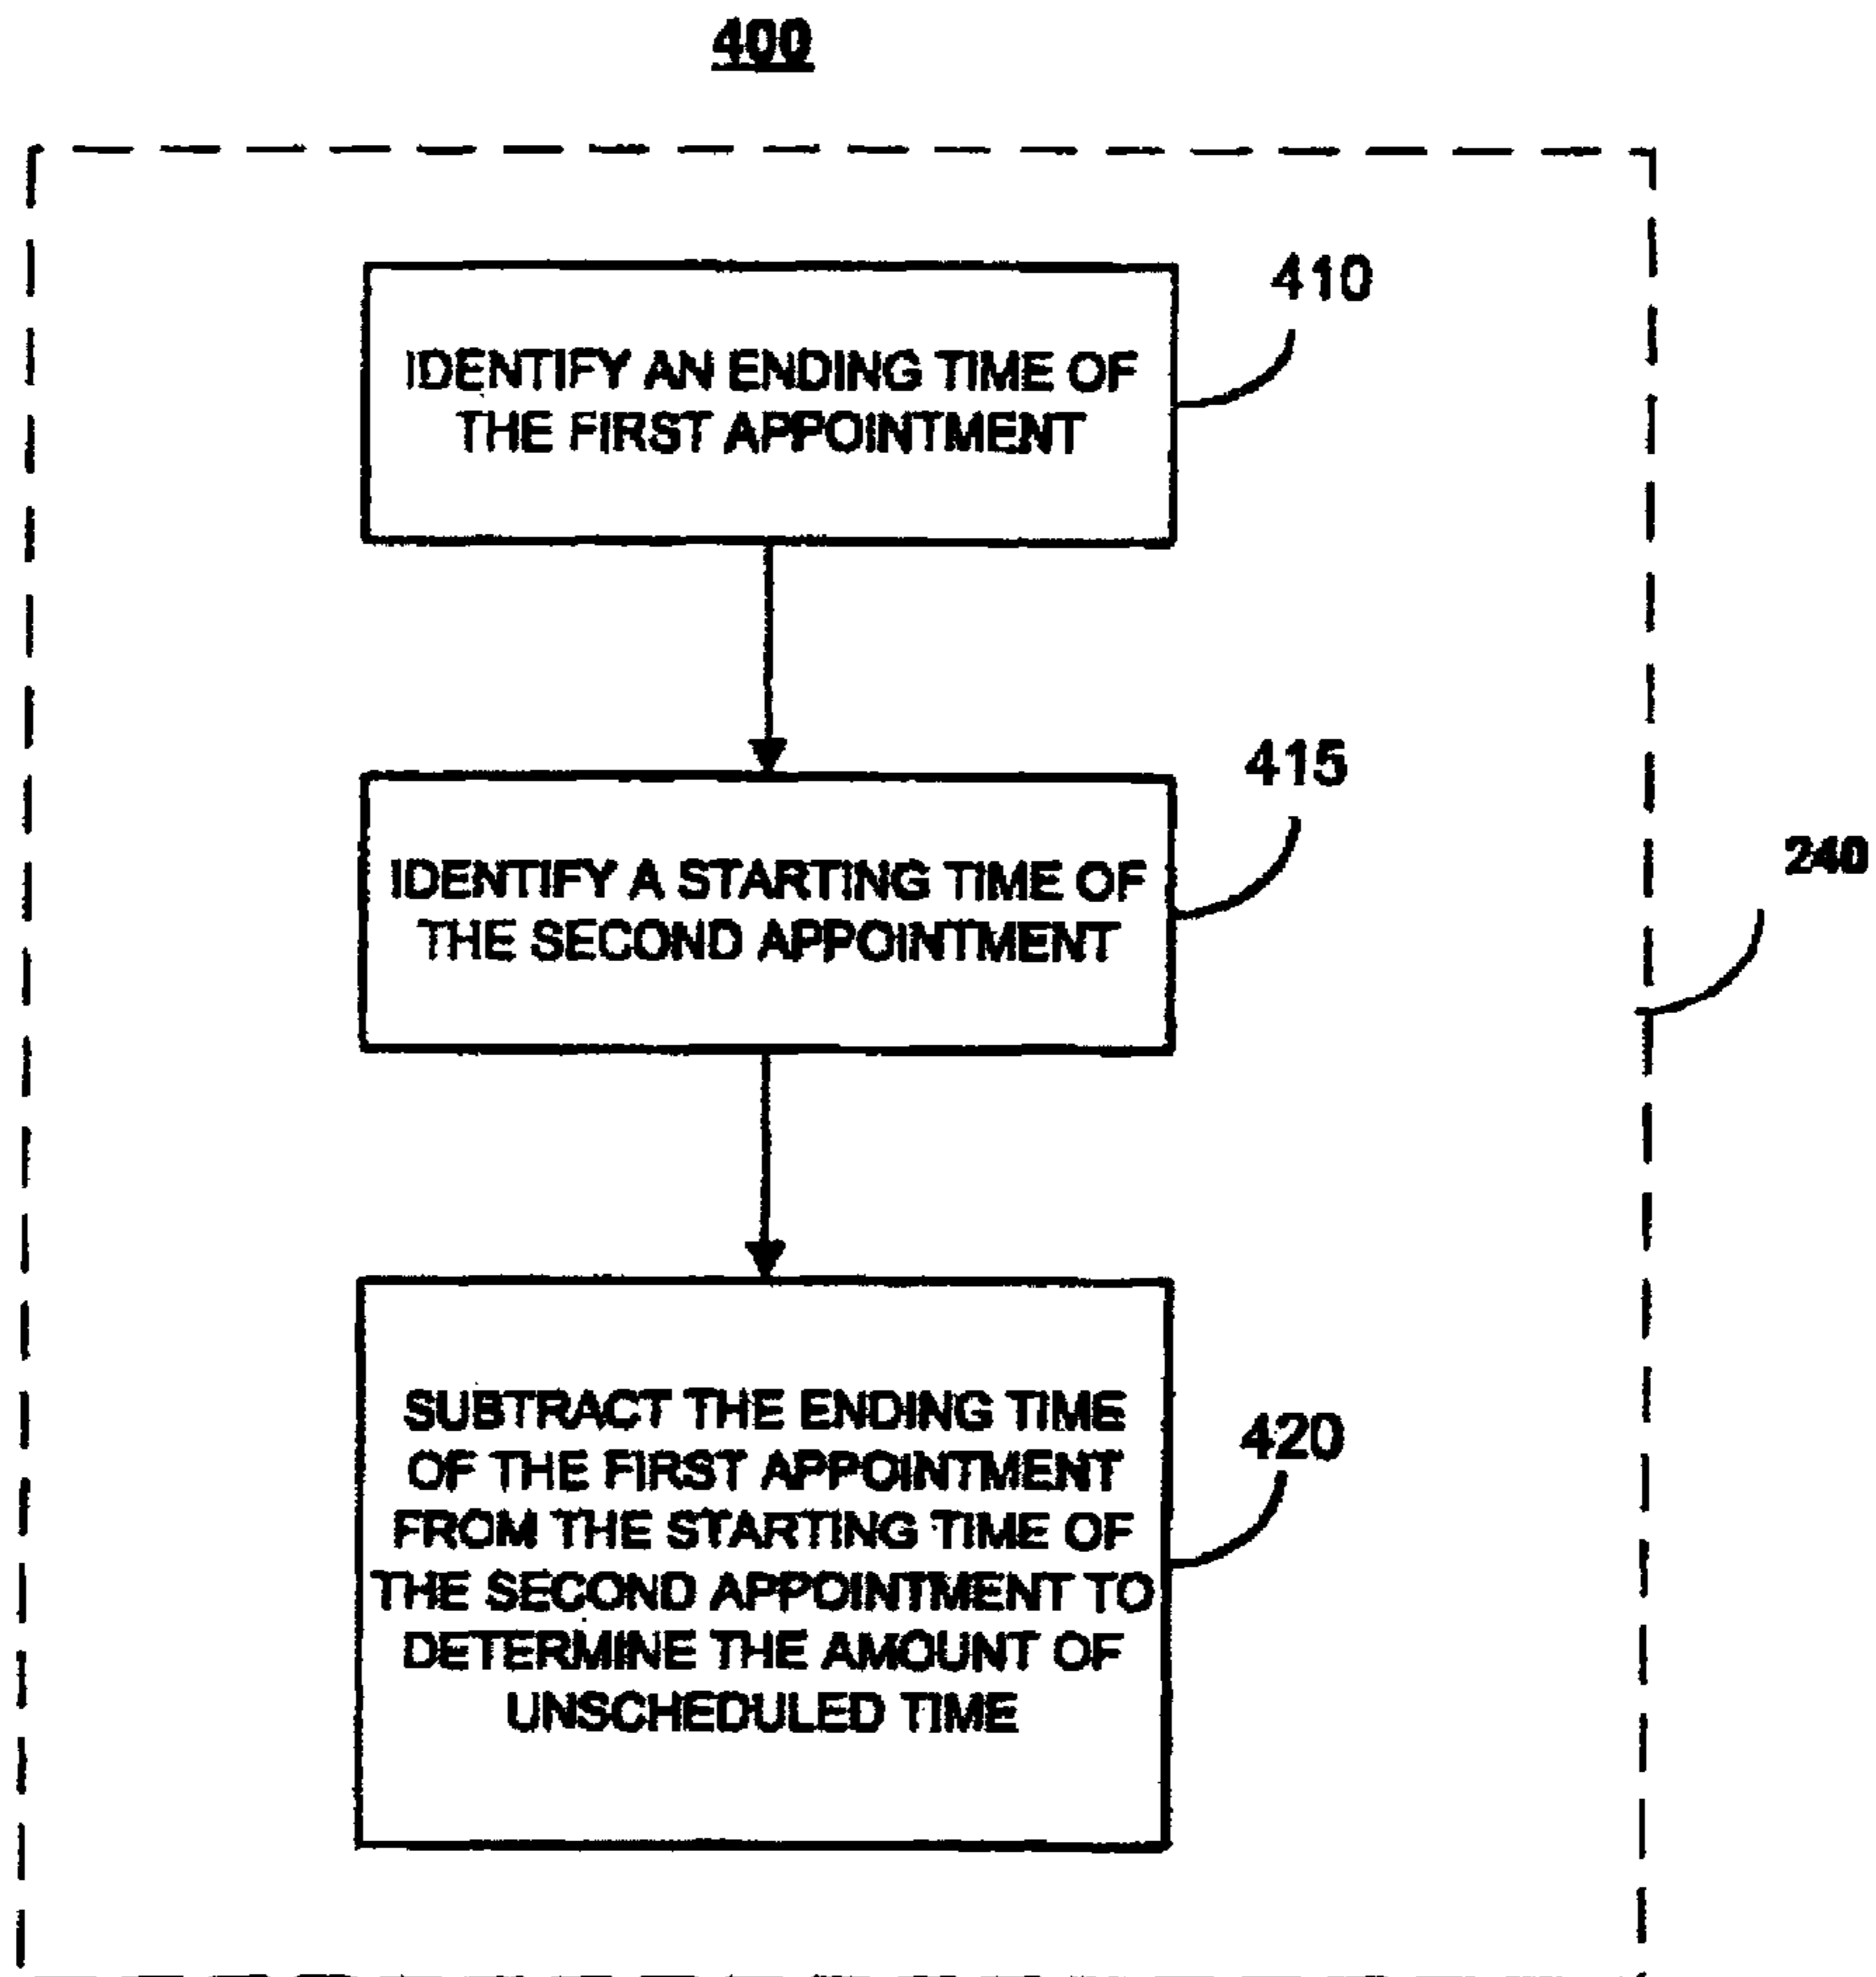 400
410
IDENTIFY AN ENDING TIME OF
THE FIRST APPOINTMENT
415
IDENTIFY A STARTING TIME OF
THE SECOND APPOINTMENT
240
SUBTRACT THE ENDING TIME
OF THE FIRST APPOINTMENT
FROM THE STARTING TIME OF
THE SECOND APPOINTMENT TO
DETERMINE THE AMOUNT OF
UNSCHEDULED TIME
420